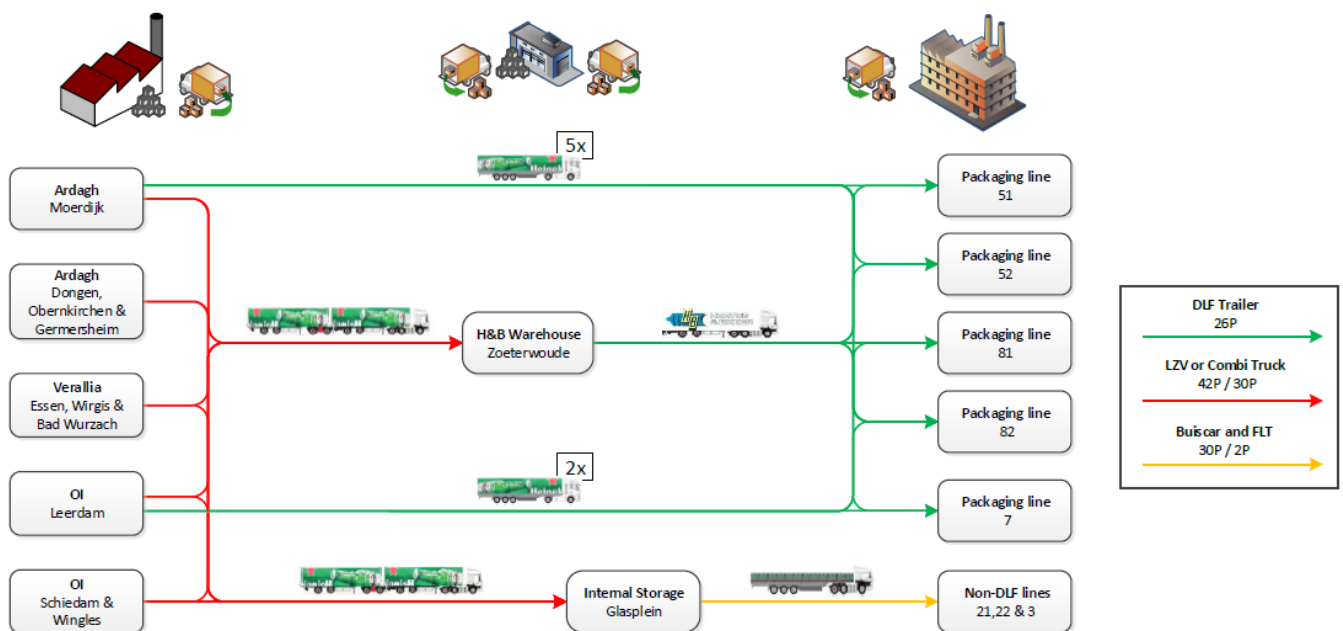 5x
Ardagh
Moerdijk
Packaging line
51
Ardagh
Dongen,
Obernkirchen &
Germersheim
Packaging line
52
H&B Warehouse
Zoeterwoude
Packaging line
81
Verallia
Essen, Wirgis &
Bad Wurzach
Packaging line
82
2x
OI
Leerdam
Packaging line
7
OI
Schiedam &
Wingles
Internal Storage
Glasplein
Non-DLF lines
21,22 & 3
DLF Trailer
26P
LZV or Combi Truck
42P / 30P
Buiscar and FLT
30P / 2P